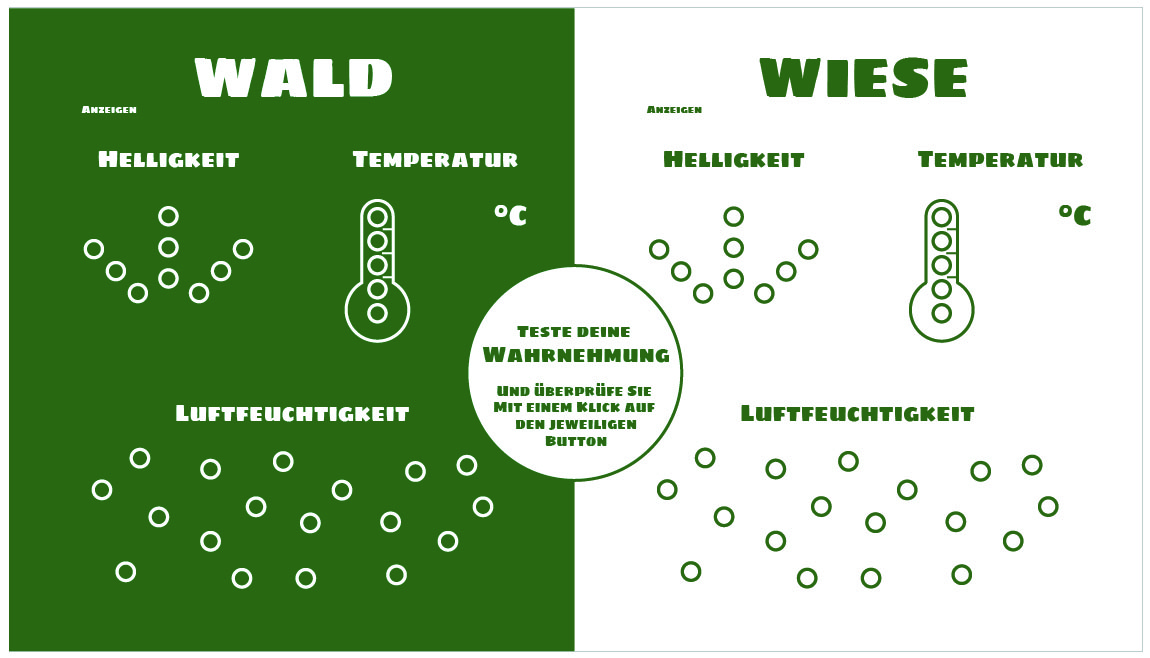 WALD
Anzeigen
Helligkeit
Temperatur
°C
Luftfeuchtigkeit
Teste deine
Wahrnehmung
Und überprüfe Sie
Mit einem Klick auf
den jeweiligen
Button
WIESE
Anzeigen
Helligkeit
Temperatur
°C
Luftfeuchtigkeit